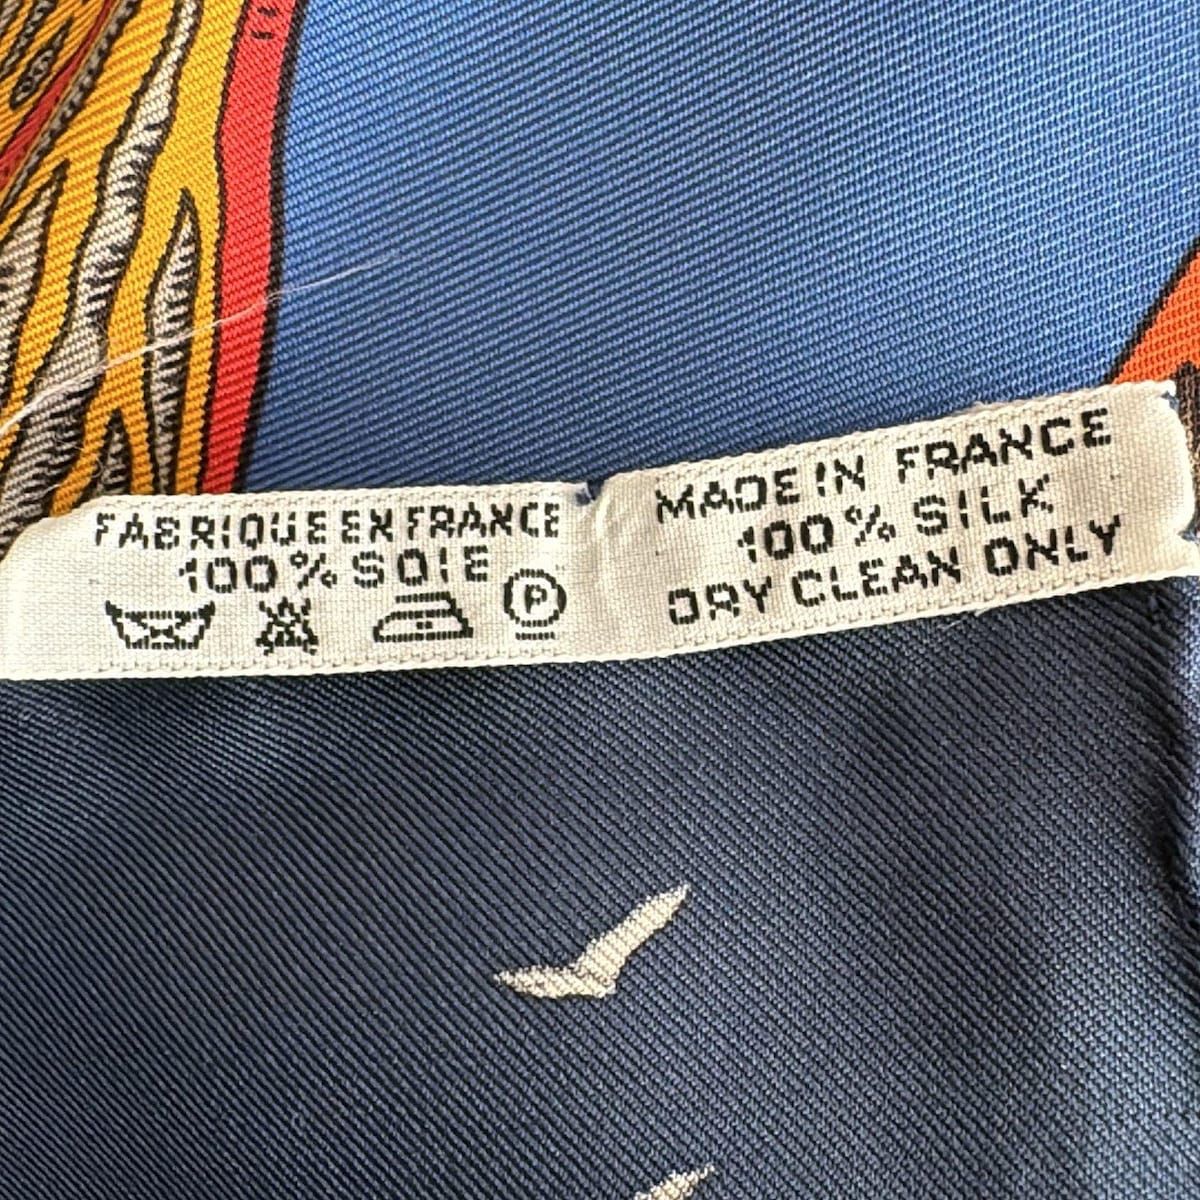 FABRIQUE EN FRANCE
100% SOIE
P
MADE IN FRANCE
100% SILK
DRY CLEAN ONLY